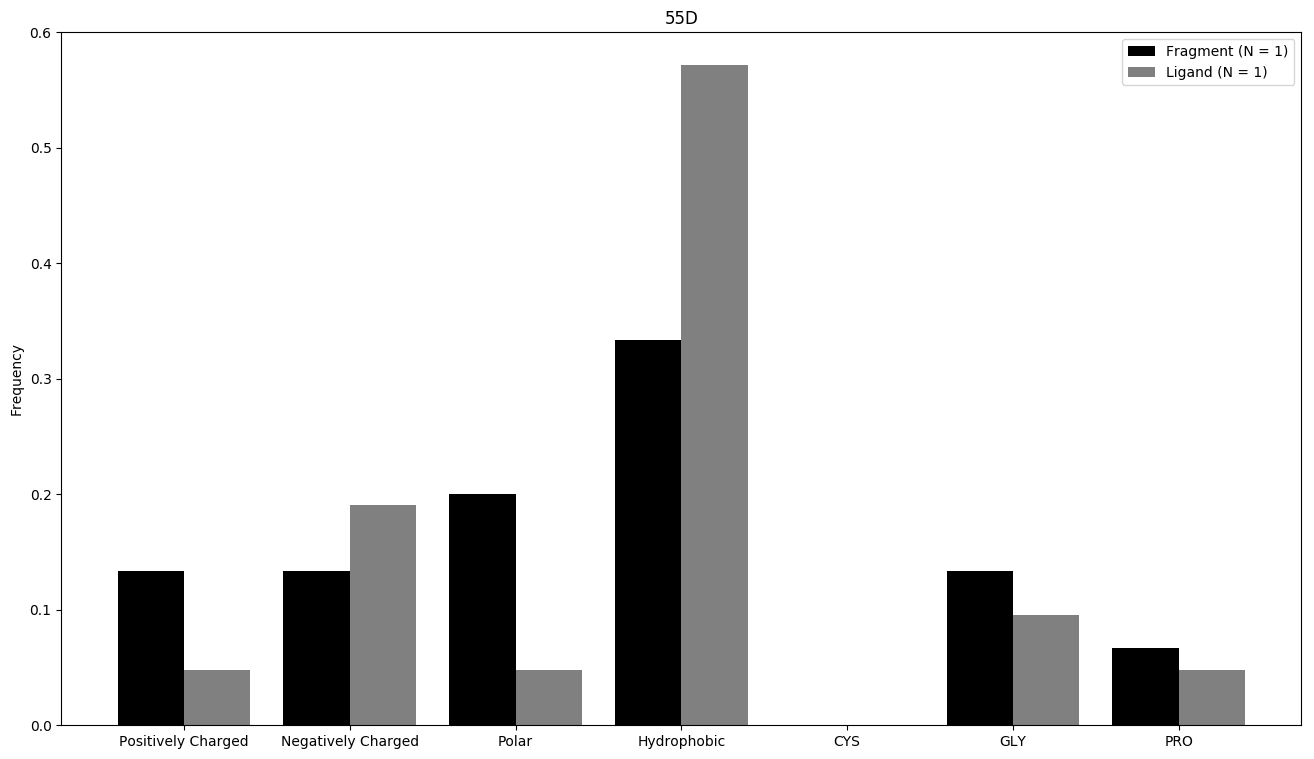 55D
Fragment (N = 1)
Ligand (N = 1)
Frequency
0.6
0.5
0.4
0.3
0.2
0.1
0.0
Positively Charged Negatively Charged Polar Hydrophobic CYS GLY PRO